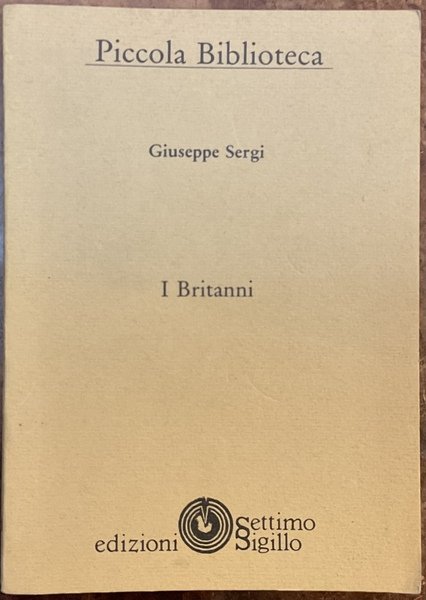 Piccola Biblioteca
Giuseppe Sergi
I Britanni
edizioni Settimo
Sigillo